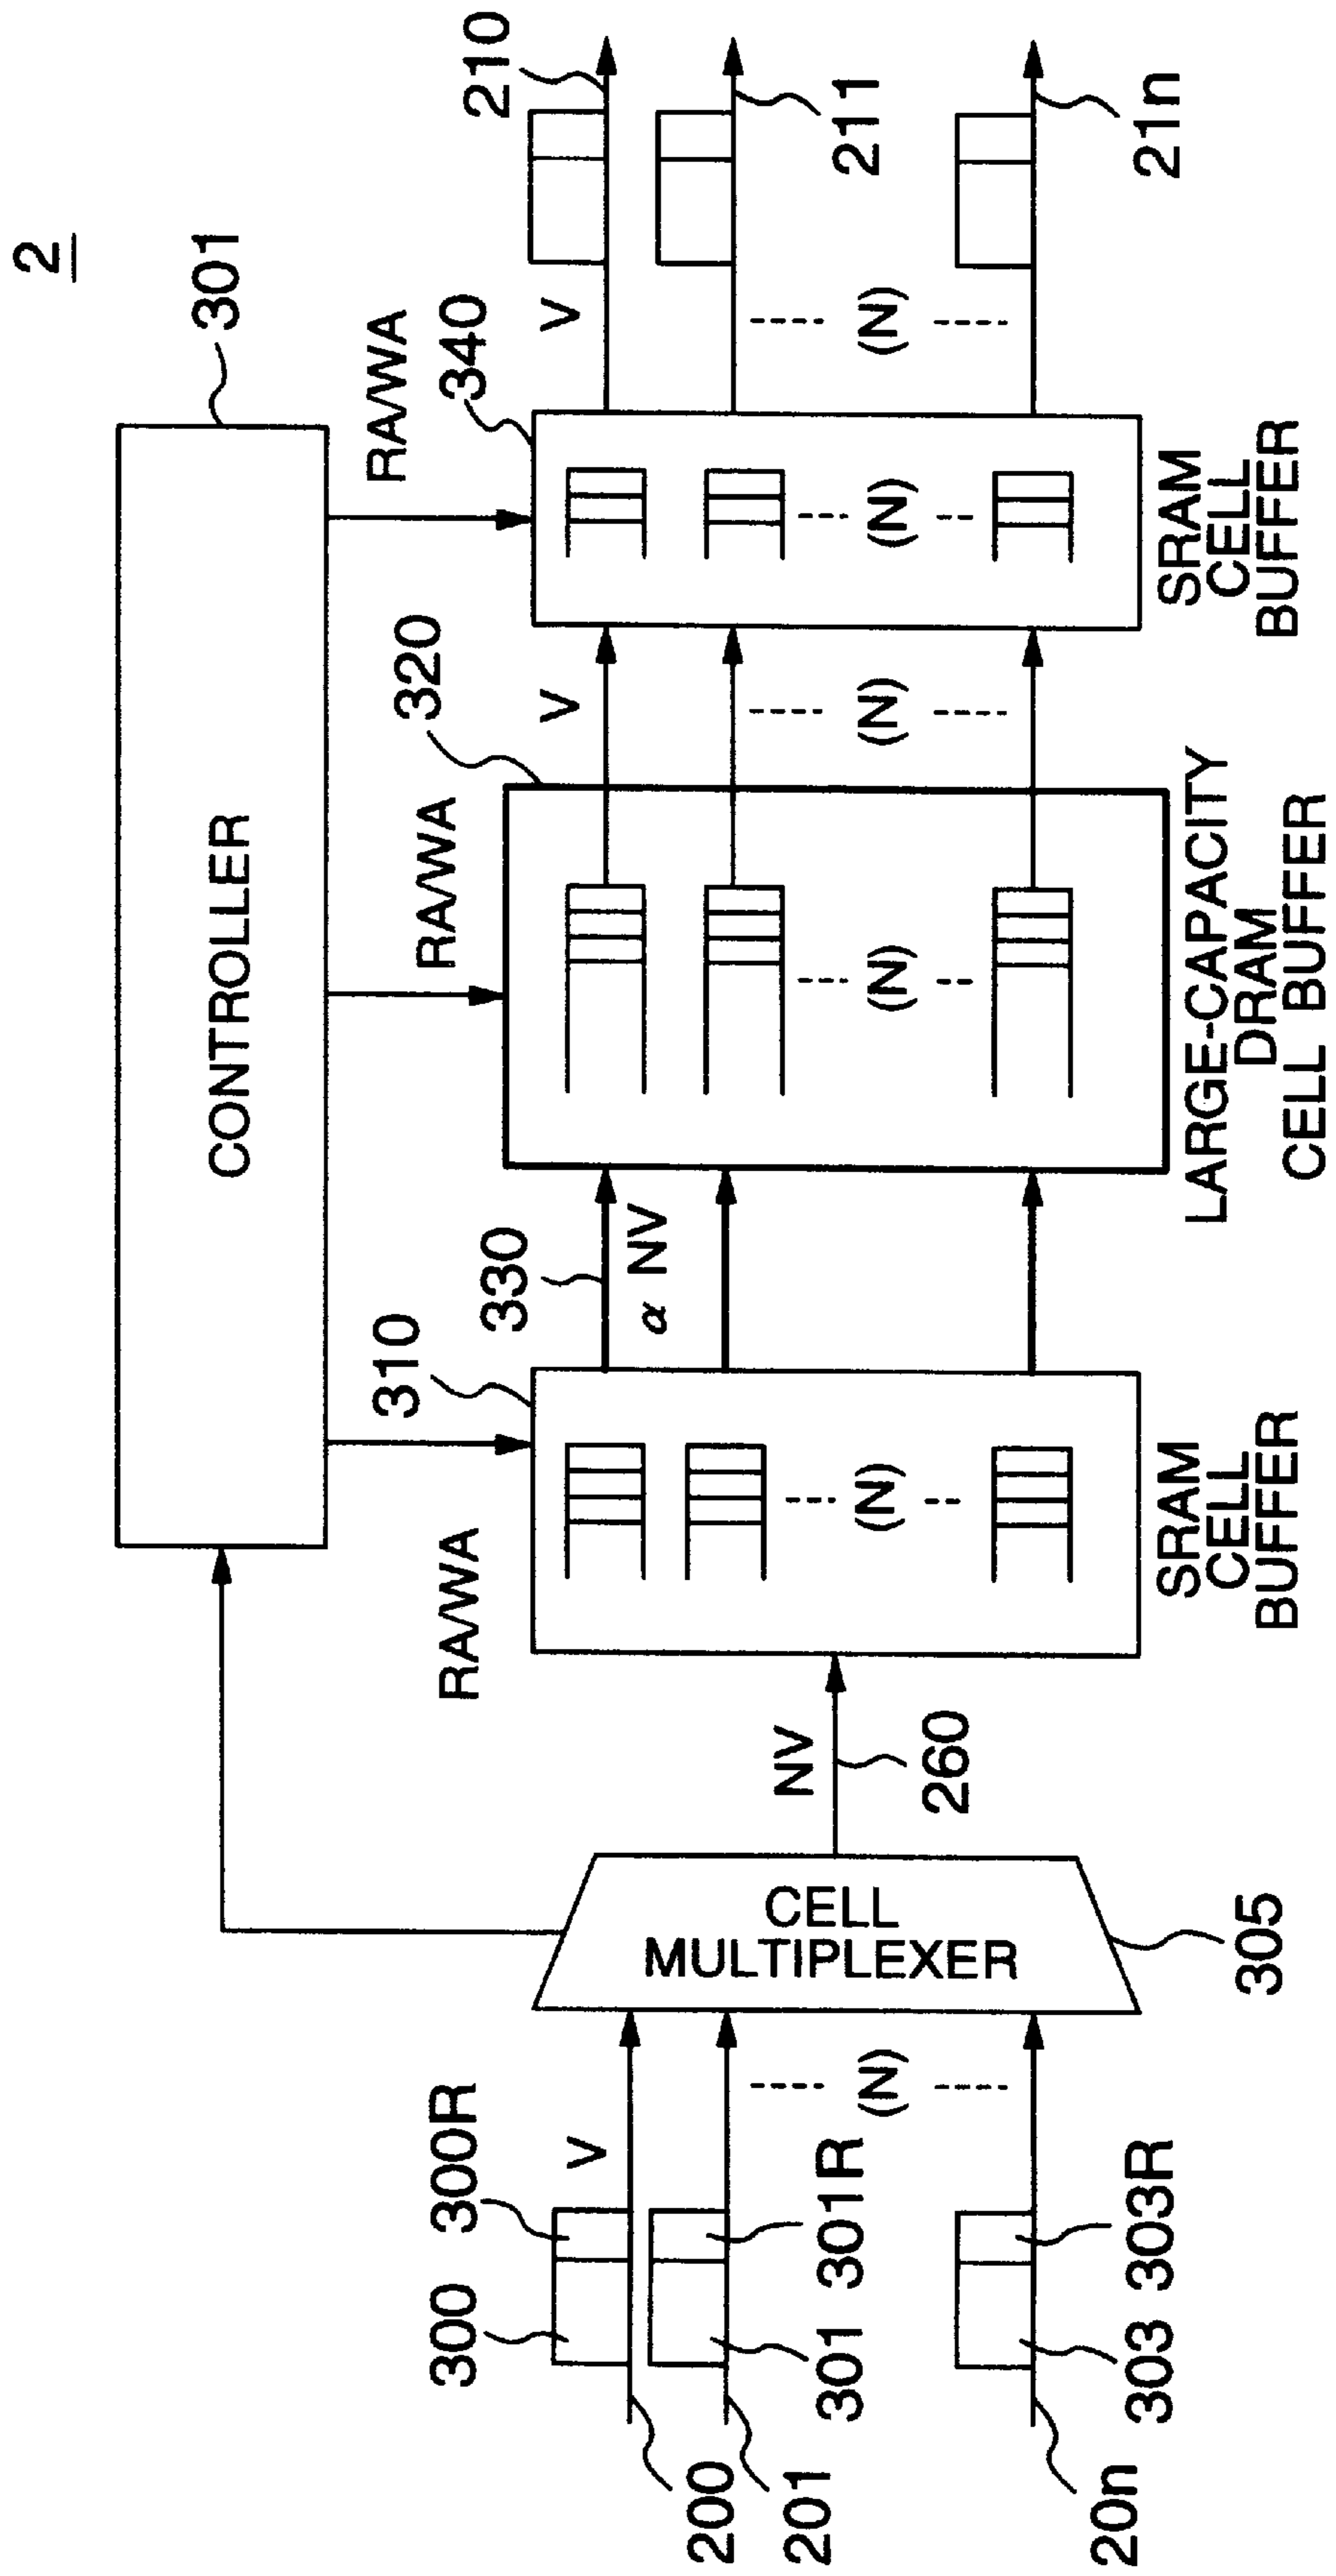 2
301
CONTROLLER
RA/WA
310
330
α NV
RA/WA
320
V
RA/WA
340
V
210
211
21n
300
300R
V
301
301R
303
303R
200
201
20n
(N)
CELL
MULTIPLEXER
305
NV
260
(N)
SRAM
CELL
BUFFER
(N)
LARGE-CAPACITY
DRAM
CELL BUFFER
(N)
(N)
SRAM
CELL
BUFFER
(N)